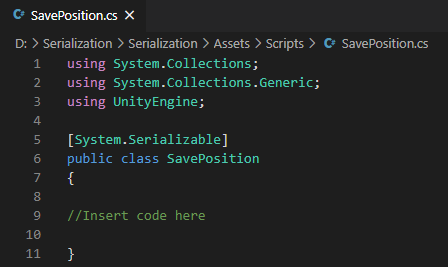 SavePosition.cs
D: > Serialization > Serialization > Assets > Scripts > SavePosition.cs
1 using System.Collections;
2 using System.Collections.Generic;
3 using UnityEngine;
4
5 [System.Serializable]
6 public class SavePosition
7 {
8
9 //Insert code here
10
11 }